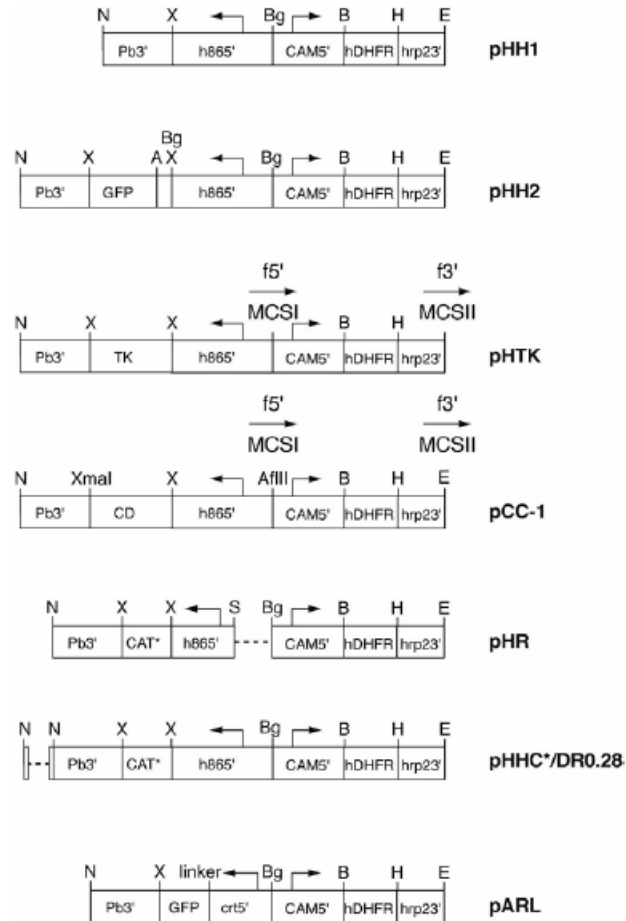 N X Bg B H E
Pb3' h865' CAM5' hDHFR hrp23' pHH1
Bg
N X A X Bg B H E
Pb3' GFP h865' CAM5' hDHFR hrp23' pHH2
f5' f3'
MCSI MCSII
N X X B H E
Pb3' TK h865' CAM5' hDHFR hrp23' pHTK
f5' f3'
MCSI MCSII
N XmaI X AflII B H E
Pb3' CD h865' CAM5' hDHFR hrp23' pCC-1
N X X S Bg B H E
Pb3' CAT* h865' CAM5' hDHFR hrp23' pHR
N N X X Bg B H E
Pb3' CAT* h865' CAM5' hDHFR hrp23' pHHC*/DR0.28
N X linker Bg B H E
Pb3' GFP crt5' CAM5' hDHFR hrp23' pARL